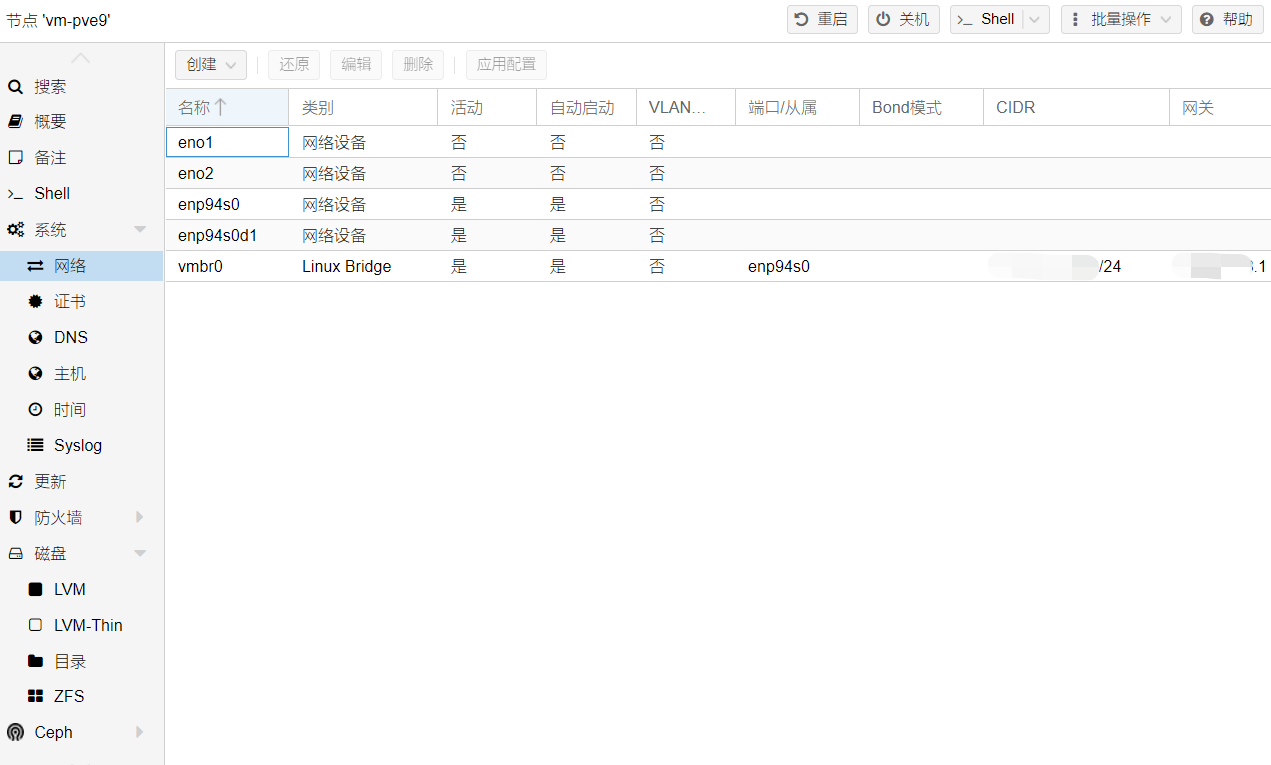 节点 'vm-pve9' 重启 关机 Shell 批量操作 帮助
搜索
概要
备注
Shell
系统
网络
证书
DNS
主机
时间
Syslog
更新
防火墙
磁盘
LVM
LVM-Thin
目录
ZFS
Ceph
创建 还原 编辑 删除 应用配置
名称 类别 活动 自动启动 VLAN... 端口/从属 Bond模式 CIDR 网关
eno1 网络设备 否 否 否
eno2 网络设备 否 否 否
enp94s0 网络设备 是 是 否
enp94s0d1 网络设备 是 是 否
vmbr0 Linux Bridge 是 是 否 enp94s0 /24 .1